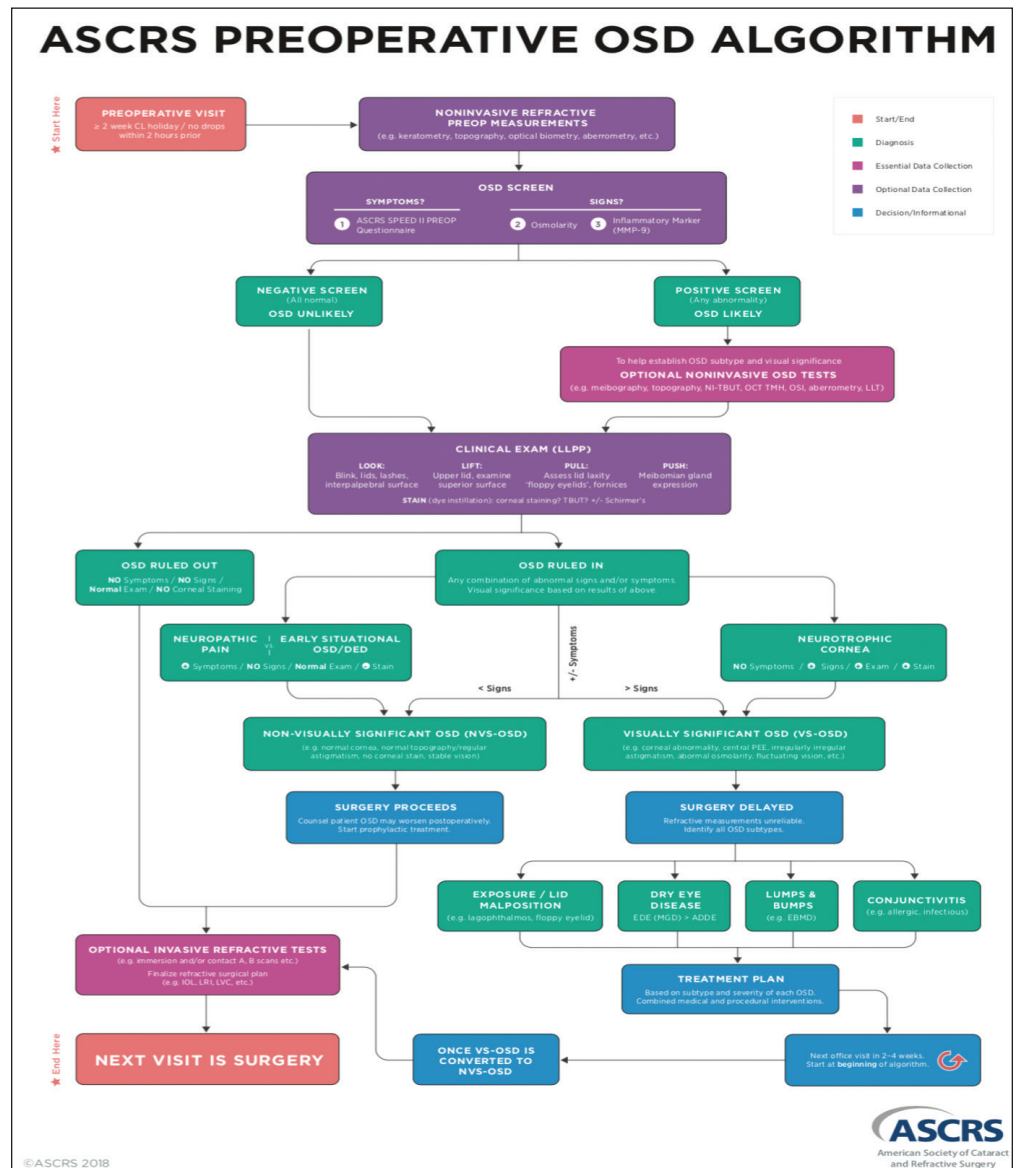 ASCRS PREOPERATIVE OSD ALGORITHM
★ Start Here
PREOPERATIVE VISIT
≥ 2 week CL holiday / no drops
within 2 hours prior
NONINVASIVE REFRACTIVE
PREOP MEASUREMENTS
(e.g. keratometry, topography, optical biometry, aberrometry, etc.)
Start/End
Diagnosis
Essential Data Collection
Optional Data Collection
Decision/Informational
OSD SCREEN
SYMPTOMS?
1 ASCRS SPEED II PREOP
Questionnaire
SIGNS?
2 Osmolarity
3 Inflammatory Marker
(MMP-9)
NEGATIVE SCREEN
(All normal)
OSD UNLIKELY
POSITIVE SCREEN
(Any abnormality)
OSD LIKELY
To help establish OSD subtype and visual significance
OPTIONAL NONINVASIVE OSD TESTS
(e.g. meibography, topography, NI-TBUT, OCT TMH, OSI, aberrometry, LLT)
CLINICAL EXAM (LLPP)
LOOK:
Blink, lids, lashes,
interpalpebral surface
LIFT:
Upper lid, examine
superior surface
PULL:
Assess lid laxity
'floppy eyelids', fornices
PUSH:
Meibomian gland
expression
STAIN (dye instillation): corneal staining? TBUT? +/- Schirmer's
OSD RULED OUT
NO Symptoms / NO Signs /
Normal Exam / NO Corneal Staining
OSD RULED IN
Any combination of abnormal signs and/or symptoms.
Visual significance based on results of above
NEUROPATHIC PAIN
vs
EARLY SITUATIONAL OSD/DED
Symptoms / NO Signs / Normal Exam / Stain
+/- Symptoms
NEUROTROPHIC
CORNEA
NO Symptoms / Signs / Exam / Stain
< Signs
> Signs
NON-VISUALLY SIGNIFICANT OSD (NVS-OSD)
(e.g. normal cornea, normal topography/regular
astigmatism, no corneal stain, stable vision)
VISUALLY SIGNIFICANT OSD (VS-OSD)
(e.g. corneal abnormality, central PEE, irregularly irregular
astigmatism, abormal osmolarity, fluctuating vision, etc.)
SURGERY PROCEEDS
Counsel patient OSD may worsen postoperatively.
Start prophylactic treatment.
SURGERY DELAYED
Refractive measurements unreliable.
Identify all OSD subtypes.
EXPOSURE / LID
MALPOSITION
(e.g. lagophthalmos, floppy eyelid)
DRY EYE
DISEASE
EDE (MGD) > ADDE
LUMPS &
BUMPS
(e.g. EBMD)
CONJUNCTIVITIS
(e.g. allergic, infectious)
OPTIONAL INVASIVE REFRACTIVE TESTS
(e.g. immersion and/or contact A, B scans etc.)
Finalize refractive surgical plan
(e.g. IOL, LRI, LVC, etc.)
TREATMENT PLAN
Based on subtype and severity of each OSD.
Combined medical and procedural interventions.
★ End Here
NEXT VISIT IS SURGERY
ONCE VS-OSD IS
CONVERTED TO
NVS-OSD
Next office visit in 2–4 weeks.
Start at beginning of algorithm.
ASCRS
American Society of Cataract
and Refractive Surgery
©ASCRS 2018